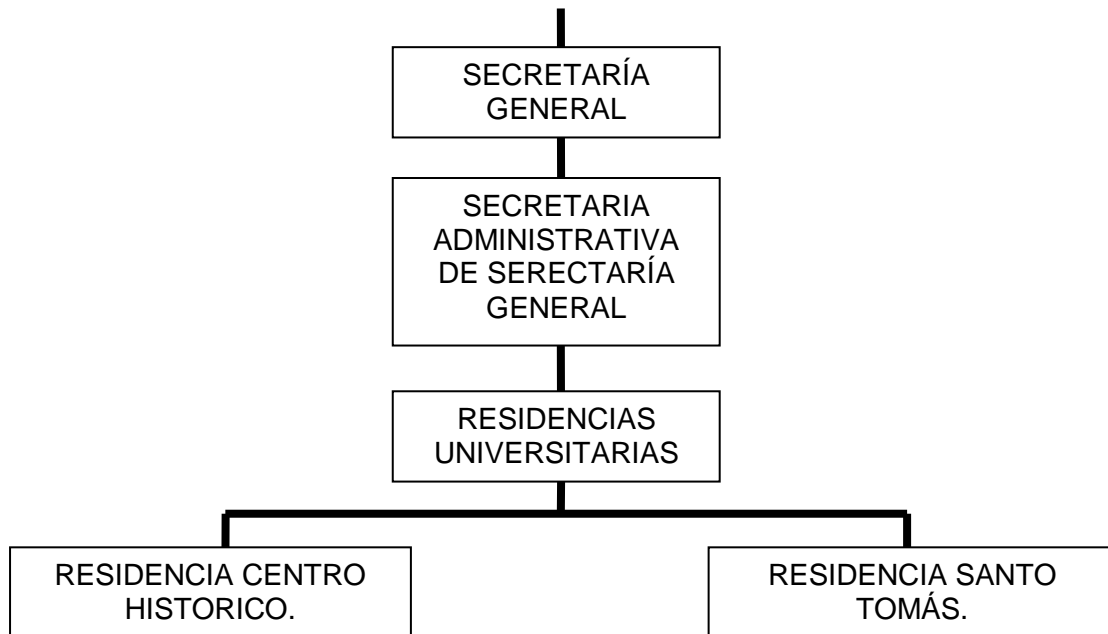 SECRETARÍA
GENERAL
SECRETARIA
ADMINISTRATIVA
DE SERECTARÍA
GENERAL
RESIDENCIAS
UNIVERSITARIAS
RESIDENCIA CENTRO
HISTORICO.
RESIDENCIA SANTO
TOMÁS.